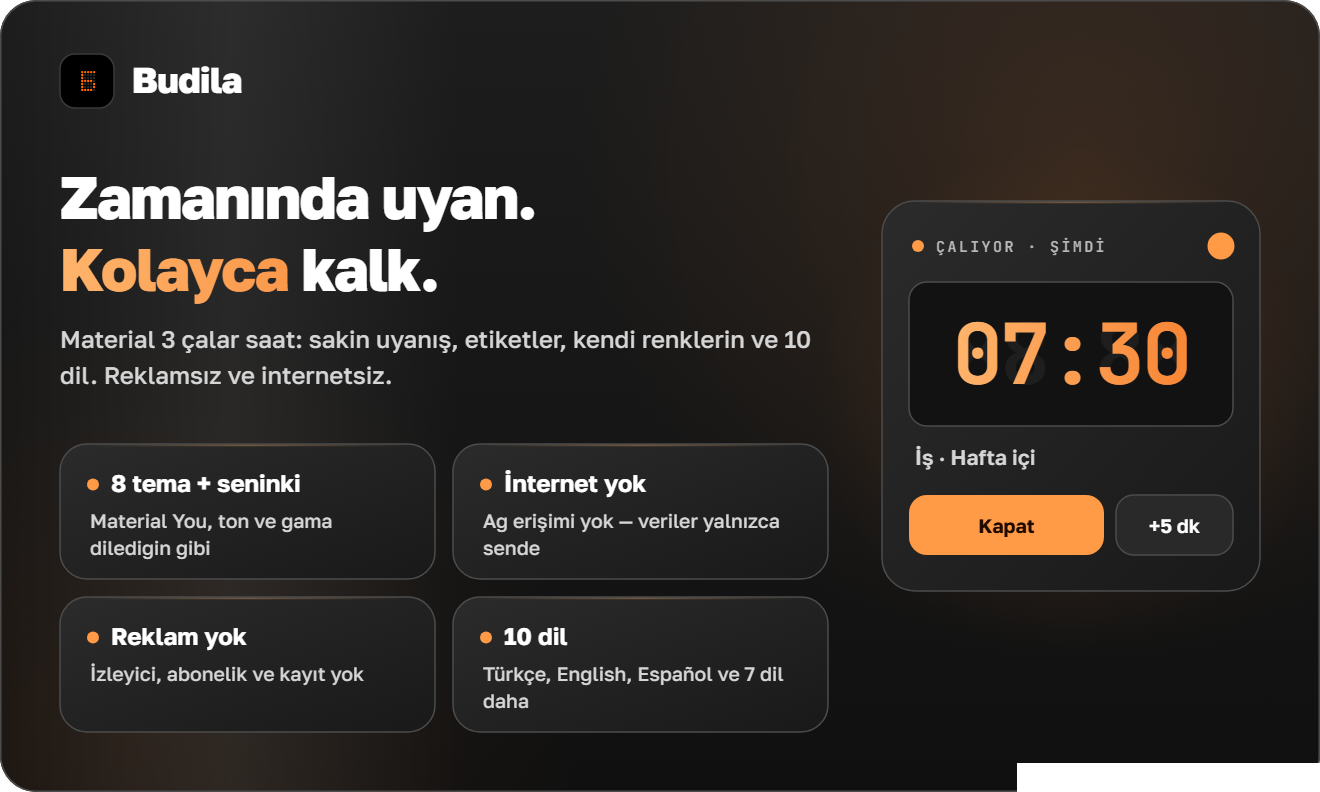 Budila
Zamanında uyan.
Kolayca kalk.
Material 3 çalar saat: sakin uyanış, etiketler, kendi renklerin ve 10
dil. Reklamsız ve internetsiz.
8 tema + seninki
Material You, ton ve gama
diledigin gibi
İnternet yok
Ag erişimi yok — veriler yalnızca
sende
Reklam yok
İzleyici, abonelik ve kayıt yok
10 dil
Türkçe, English, Español ve 7 dil
daha
ÇALIYOR · ŞİMDİ
07:30
İş · Hafta içi
Kapat
+5 dk